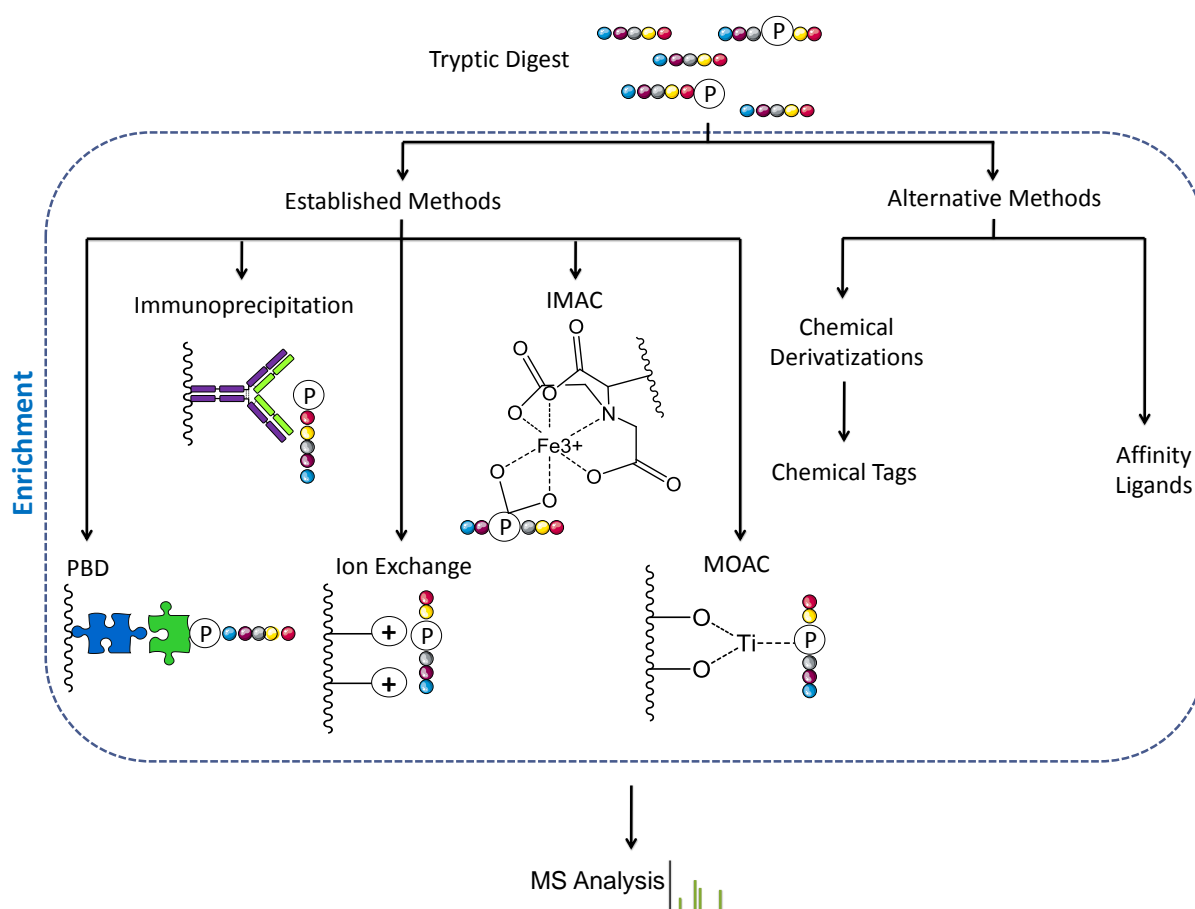 Tryptic Digest
P
P
Established Methods
Alternative Methods
Immunoprecipitation
IMAC
Chemical
Derivatizations
Chemical Tags
Affinity
Ligands
Enrichment
P
O
O
O
O
N
Fe3+
O
O
O
O
P
PBD
Ion Exchange
MOAC
P
+
P
+
O
Ti
P
O
MS Analysis